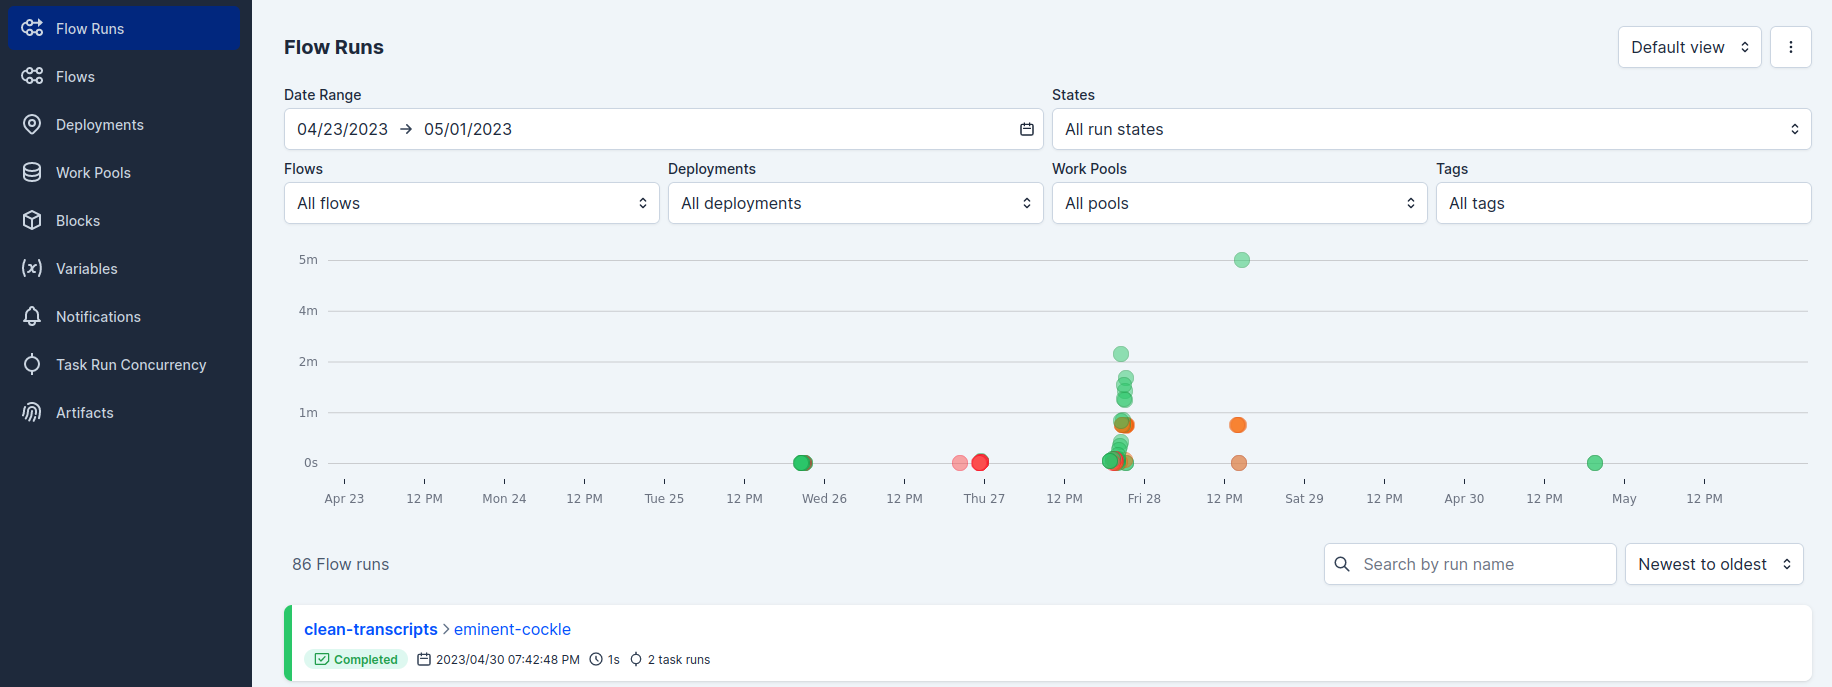 Flow Runs
Flows
Deployments
Work Pools
Blocks
Variables
Notifications
Task Run Concurrency
Artifacts
Flow Runs
Default view
Date Range
States
04/23/2023 → 05/01/2023
All run states
Flows
Deployments
Work Pools
Tags
All flows
All deployments
All pools
All tags
5m
4m
2m
1m
0s
Apr 23 12 PM Mon 24 12 PM Tue 25 12 PM Wed 26 12 PM Thu 27 12 PM Fri 28 12 PM Sat 29 12 PM Apr 30 12 PM May 12 PM
86 Flow runs
Search by run name
Newest to oldest
clean-transcripts > eminent-cockle
Completed 2023/04/30 07:42:48 PM 1s 2 task runs